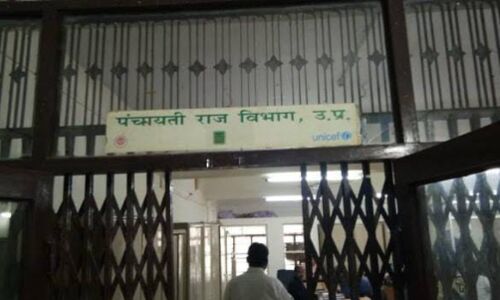 पंचायती राज विभाग, उ.प्र.
unicef